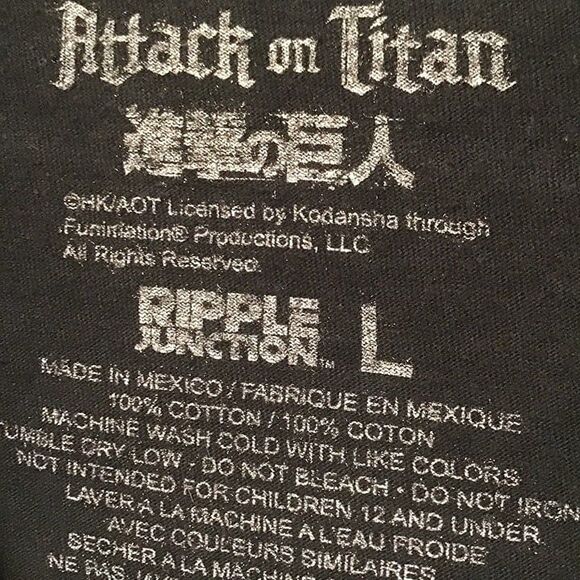 Attack on Titan
進撃の巨人
©HK/AOT Licensed by Kodansha through
Funimation® Productions, LLC
All Rights Reserved.
RIPPLE
JUNCTION™ L
MADE IN MEXICO / FABRIQUE EN MEXIQUE
100% COTTON / 100% COTON
MACHINE WASH COLD WITH LIKE COLORS
TUMBLE DRY LOW - DO NOT BLEACH - DO NOT IRON
NOT INTENDED FOR CHILDREN 12 AND UNDER.
LAVER A LA MACHINE A L'EAU FROIDE
AVEC COULEURS SIMILAIRES
SECHER A LA MACHINE
NE PAS